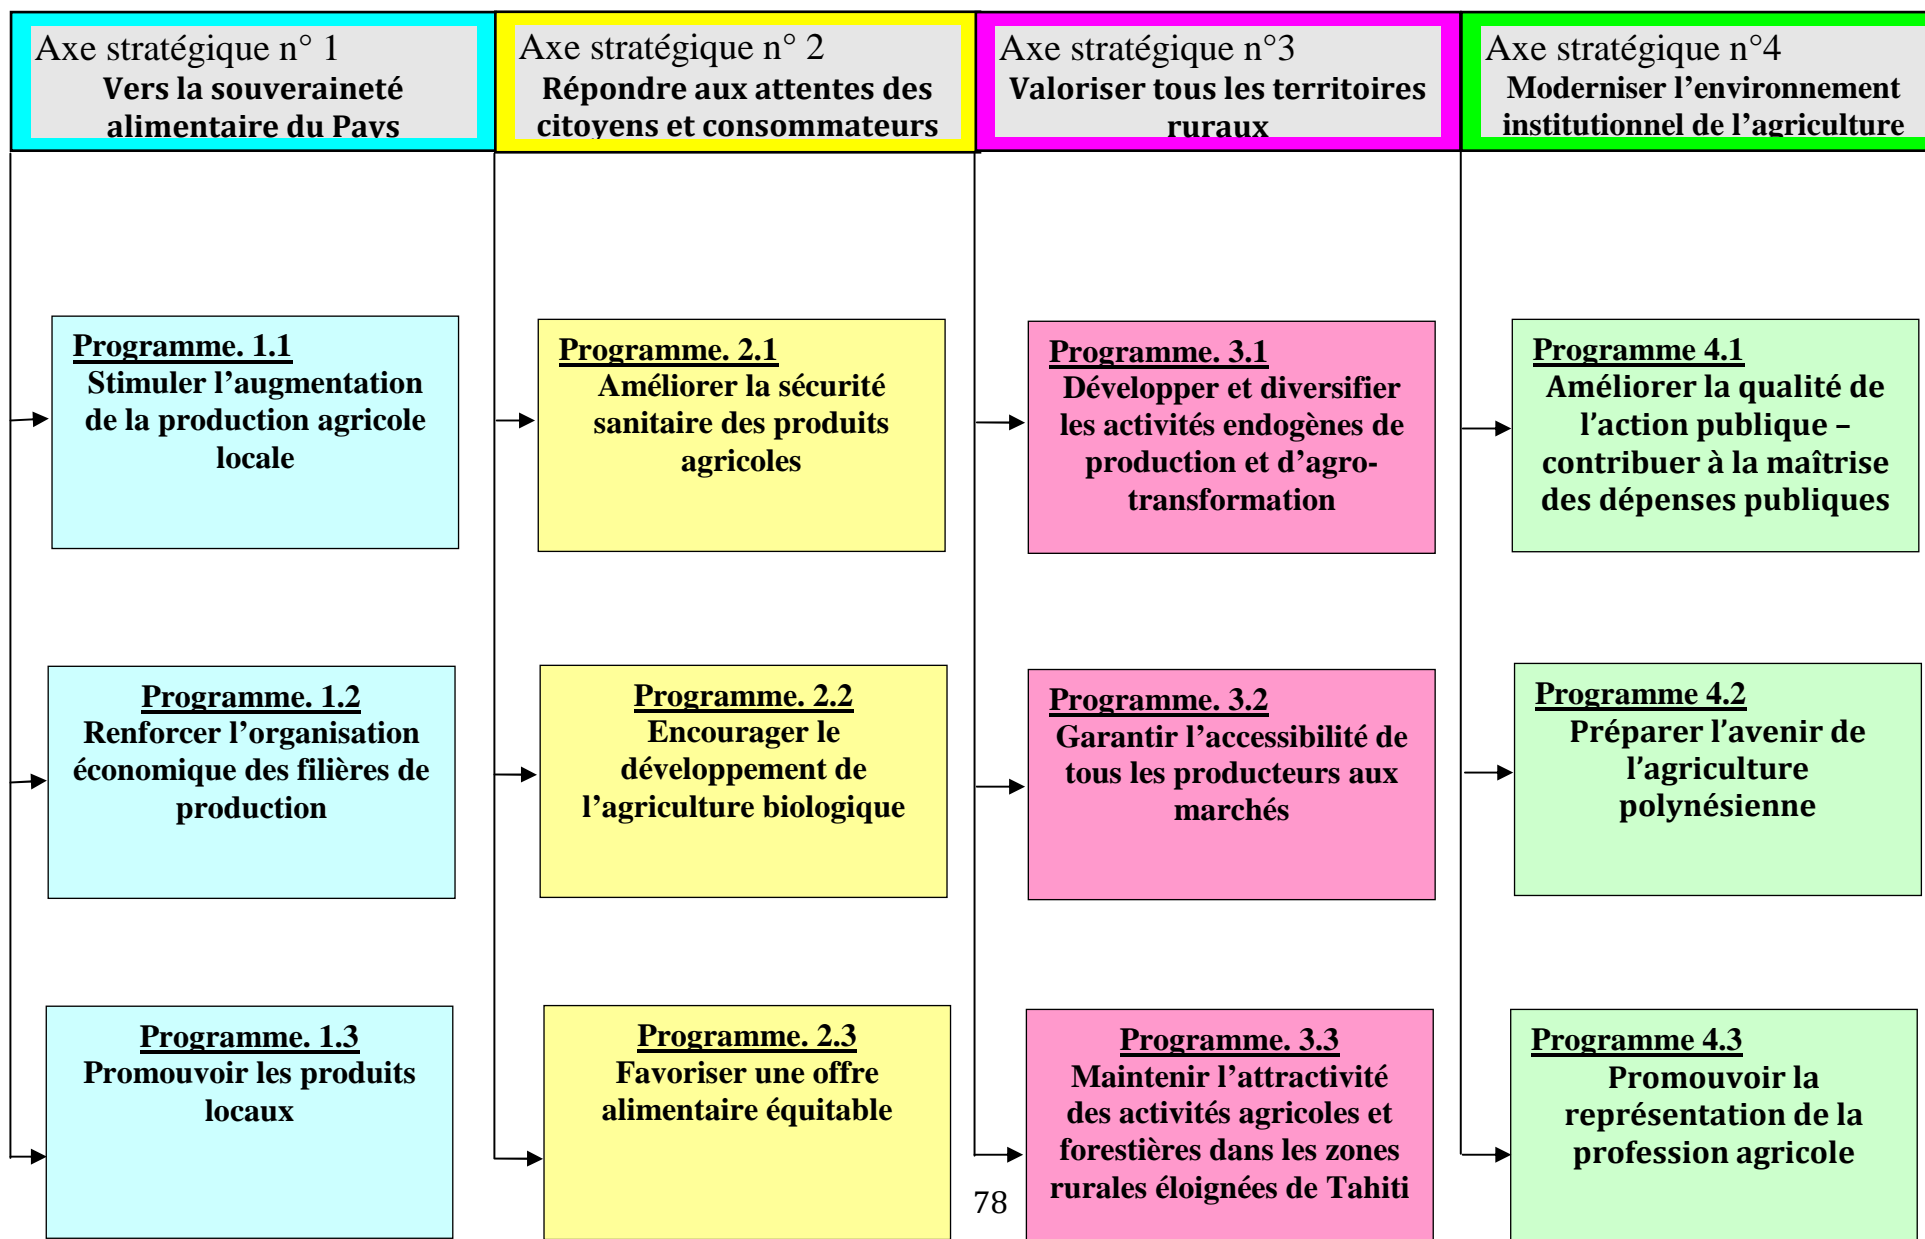 Axe stratégique n° 1
Vers la souveraineté
alimentaire du Pays
Axe stratégique n° 2
Répondre aux attentes des
citoyens et consommateurs
Axe stratégique n°3
Valoriser tous les territoires
ruraux
Axe stratégique n°4
Moderniser l’environnement
institutionnel de l’agriculture
Programme. 1.1
Stimuler l’augmentation
de la production agricole
locale
Programme. 2.1
Améliorer la sécurité
sanitaire des produits
agricoles
Programme. 3.1
Développer et diversifier
les activités endogènes de
production et d’agro-
transformation
Programme 4.1
Améliorer la qualité de
l’action publique –
contribuer à la maîtrise
des dépenses publiques
Programme. 1.2
Renforcer l’organisation
économique des filières de
production
Programme. 2.2
Encourager le
développement de
l’agriculture biologique
Programme. 3.2
Garantir l’accessibilité de
tous les producteurs aux
marchés
Programme 4.2
Préparer l’avenir de
l’agriculture
polynésienne
Programme. 1.3
Promouvoir les produits
locaux
Programme. 2.3
Favoriser une offre
alimentaire équitable
Programme. 3.3
Maintenir l’attractivité
des activités agricoles et
forestières dans les zones
rurales éloignées de Tahiti
Programme 4.3
Promouvoir la
représentation de la
profession agricole
78